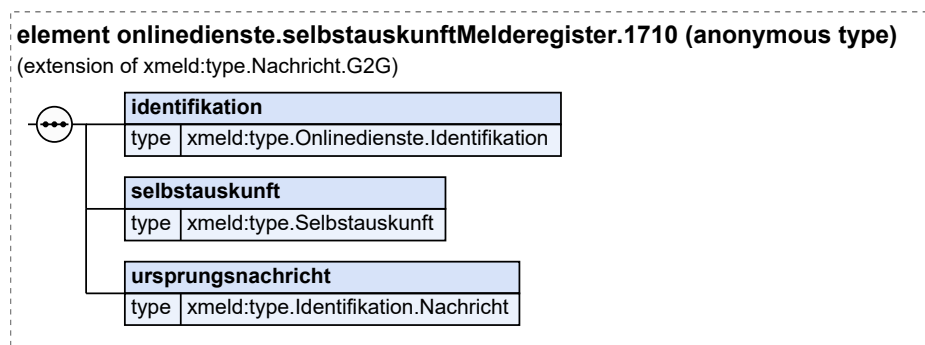 element onlinedienste.selbstauskunftMelderegister.1710 (anonymous type)
(extension of xmeld:type.Nachricht.G2G)
identifikation
type xmeld:type.Onlinedienste.Identifikation
selbstauskunft
type xmeld:type.Selbstauskunft
ursprungsnachricht
type xmeld:type.Identifikation.Nachricht